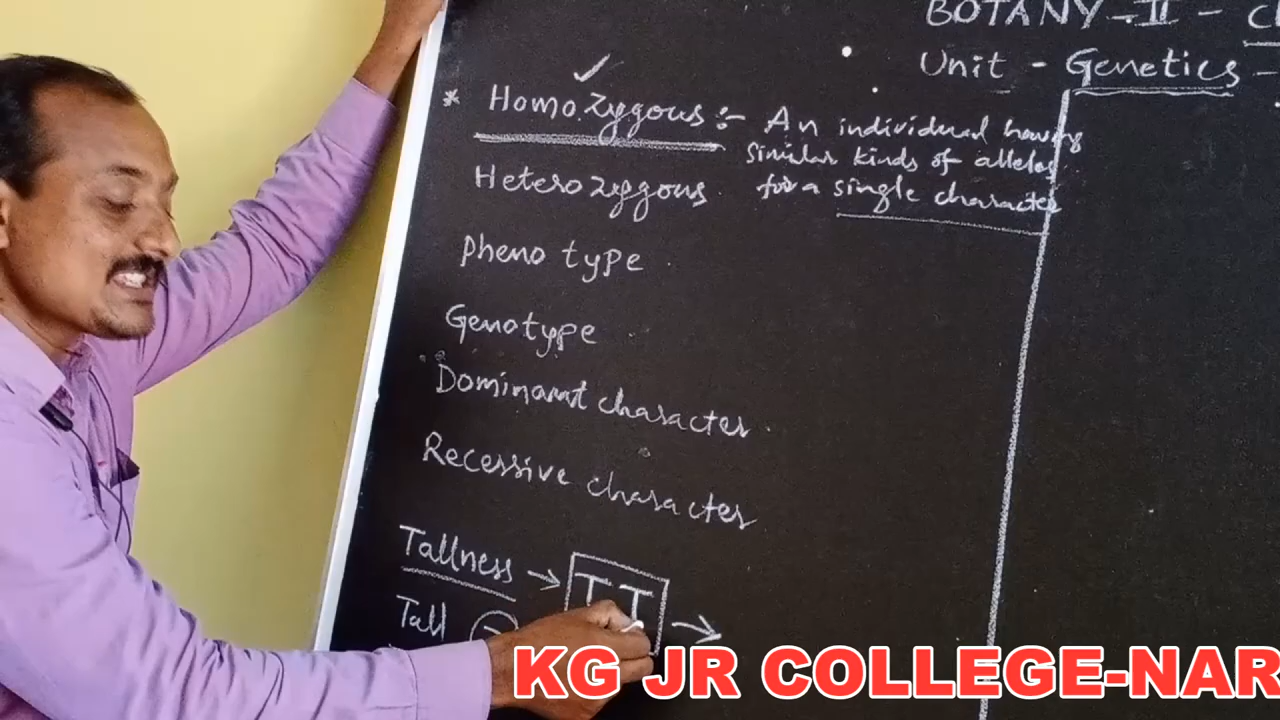 BOTANY-II-
Unit - Genetics -
* Homozygous :- An individual having
similar kinds of alleles
for a single character
Heterozygous
Pheno type
Genotype
Dominant character
Recessive character
Tallness → TT →
Tall
KG JR COLLEGE-NAR